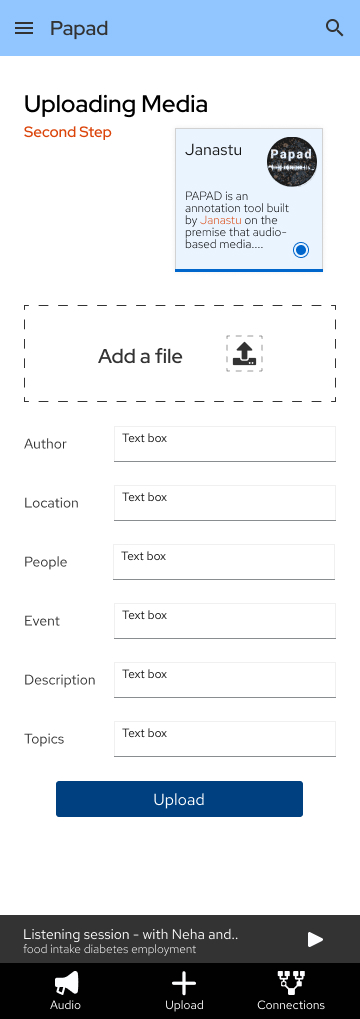 Papad
Uploading Media
Second Step
Janastu
Papad
PAPAD is an
annotation tool built
by Janastu on the
premise that audio-
based media....
Add a file
Author
Text box
Location
Text box
People
Text box
Event
Text box
Description
Text box
Topics
Text box
Upload
Listening session - with Neha and..
food intake diabetes employment
Audio
Upload
Connections